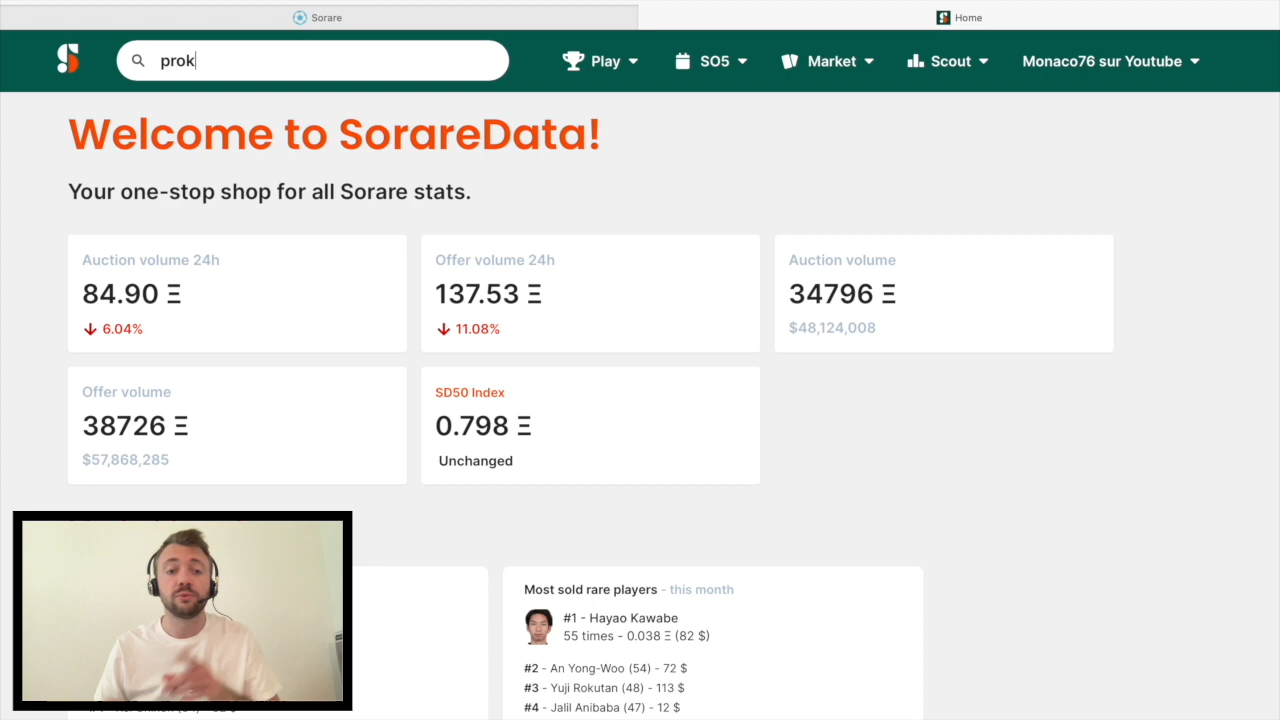 Sorare
Home
prok
Play
SO5
Market
Scout
Monaco76 sur Youtube
Welcome to SorareData!
Your one-stop shop for all Sorare stats.
Auction volume 24h
84.90 Ξ
6.04%
Offer volume 24h
137.53 Ξ
11.08%
Auction volume
34796 Ξ
$48,124,008
Offer volume
38726 Ξ
$57,868,285
SD50 Index
0.798 Ξ
Unchanged
Most sold rare players - this month
#1 - Hayao Kawabe
55 times - 0.038 Ξ (82 $)
#2 - An Yong-Woo (54) - 72 $
#3 - Yuji Rokutan (48) - 113 $
#4 - Jalil Anibaba (47) - 12 $